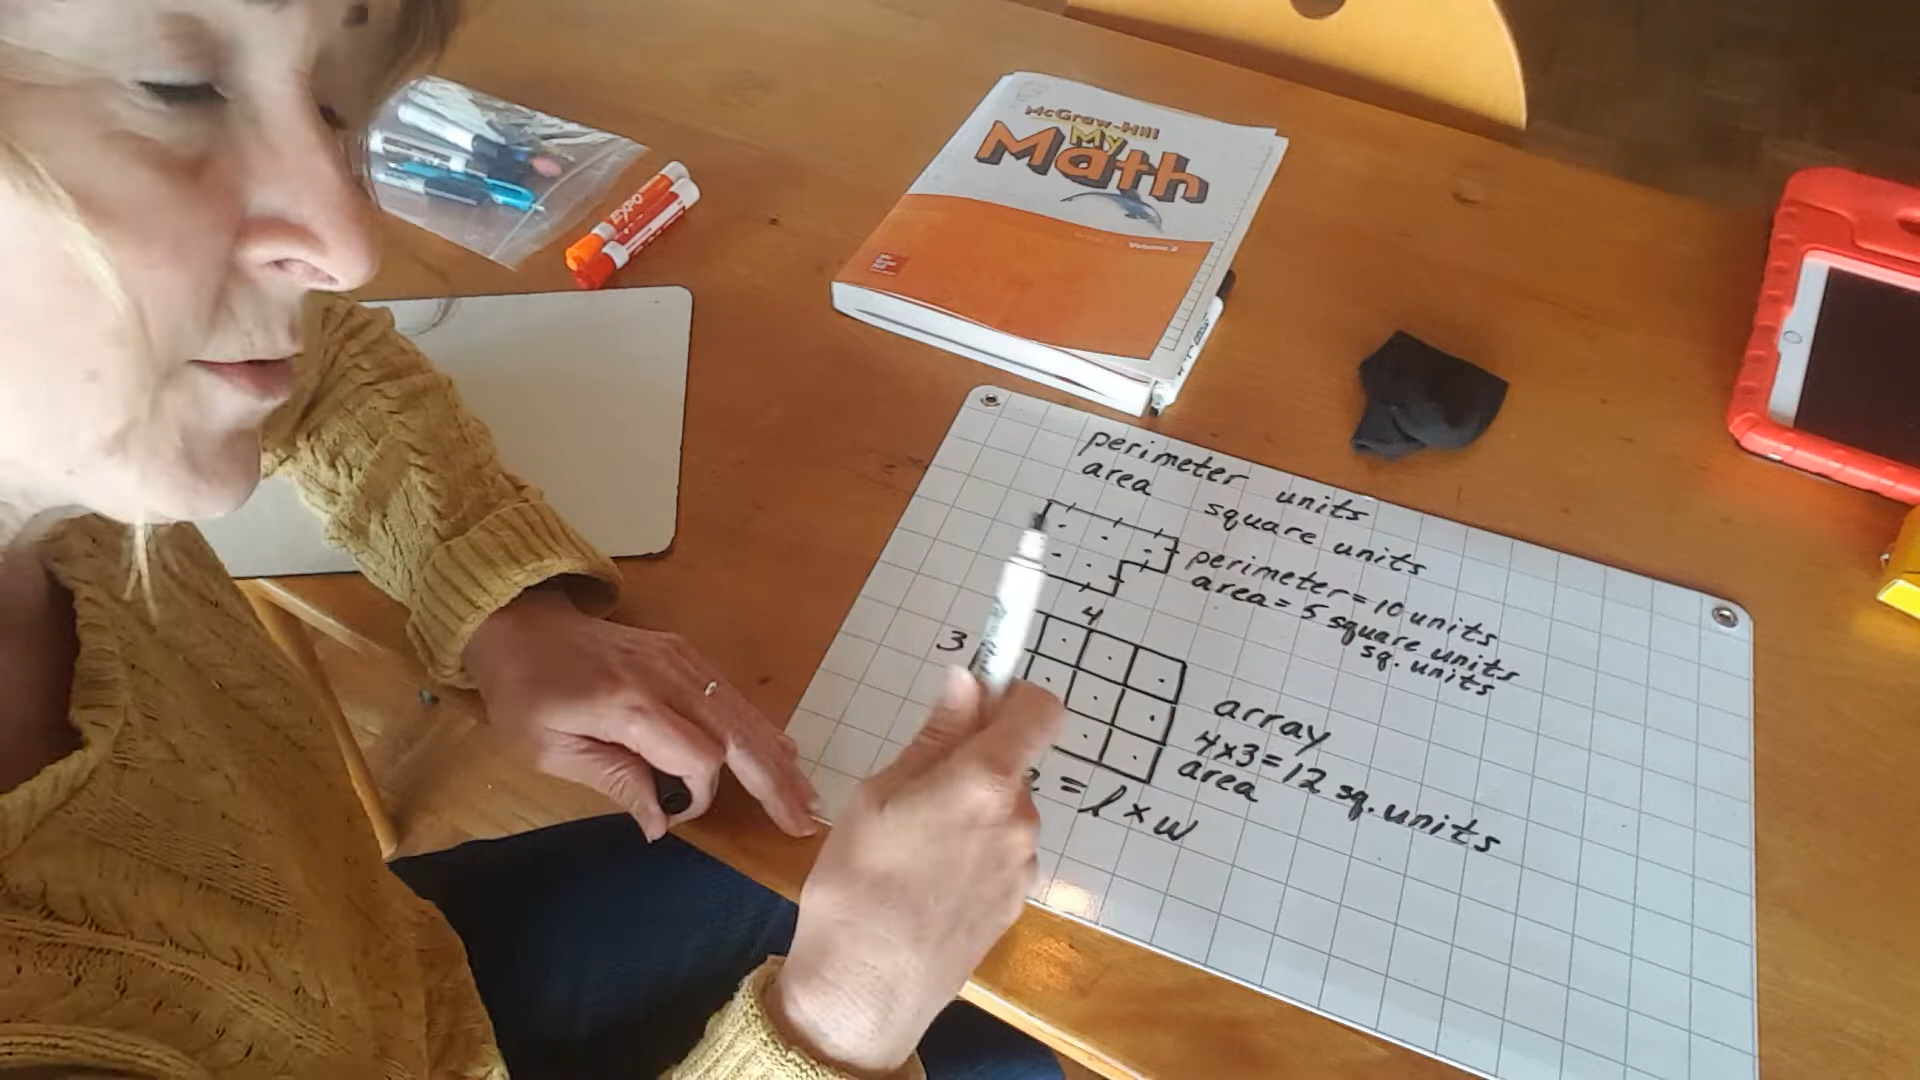 McGraw-Hill
My
Math
Volume 2
EXPO
perimeter units
area square units
perimeter = 10 units
area = 5 square units
sq. units
4
3
array
4x3 = 12 sq. units
area
= l x w